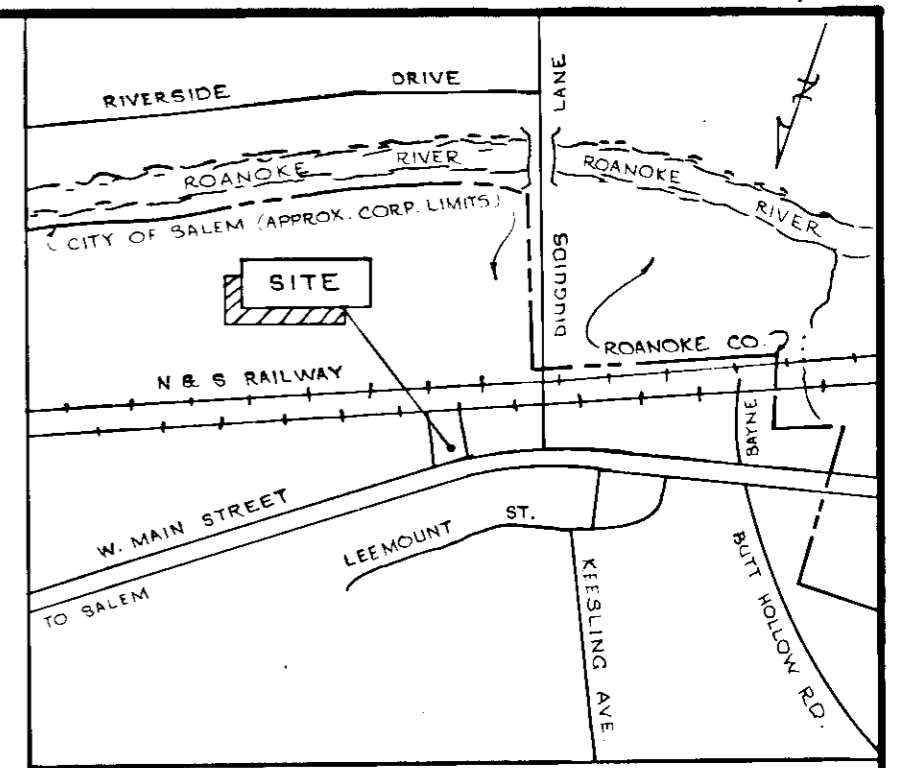 RIVERSIDE DRIVE
LANE
N
ROANOKE RIVER
ROANOKE RIVER
CITY OF SALEM (APPROX. CORP. LIMITS)
DIUGUIDS
SITE
ROANOKE CO.
N & S RAILWAY
BAYNE
W. MAIN STREET
TO SALEM
LEEMOUNT ST.
KEESLING AVE.
BUTT HOLLOW RD.